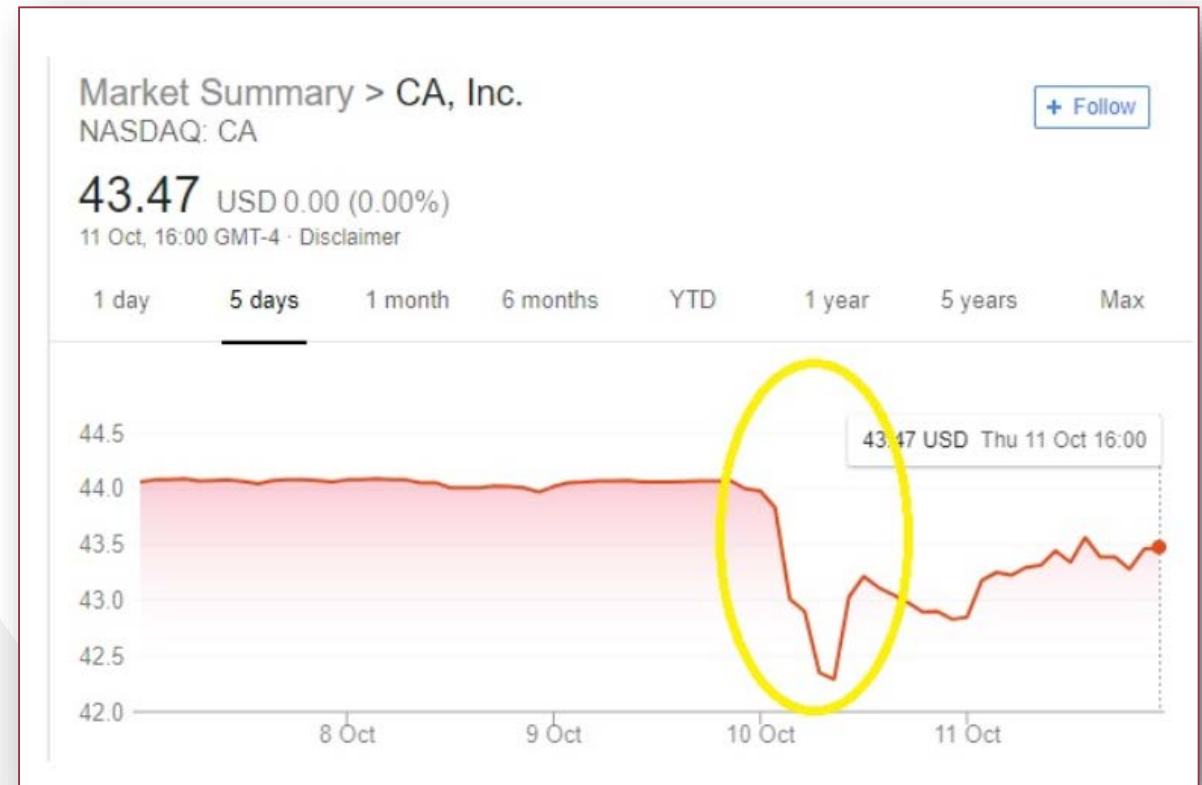 Market Summary > CA, Inc.
+ Follow
NASDAQ: CA
43.47 USD 0.00 (0.00%)
11 Oct, 16:00 GMT-4 · Disclaimer
1 day 5 days 1 month 6 months YTD 1 year 5 years Max
43.47 USD Thu 11 Oct 16:00
44.5
44.0
43.5
43.0
42.5
42.0
8 Oct 9 Oct 10 Oct 11 Oct